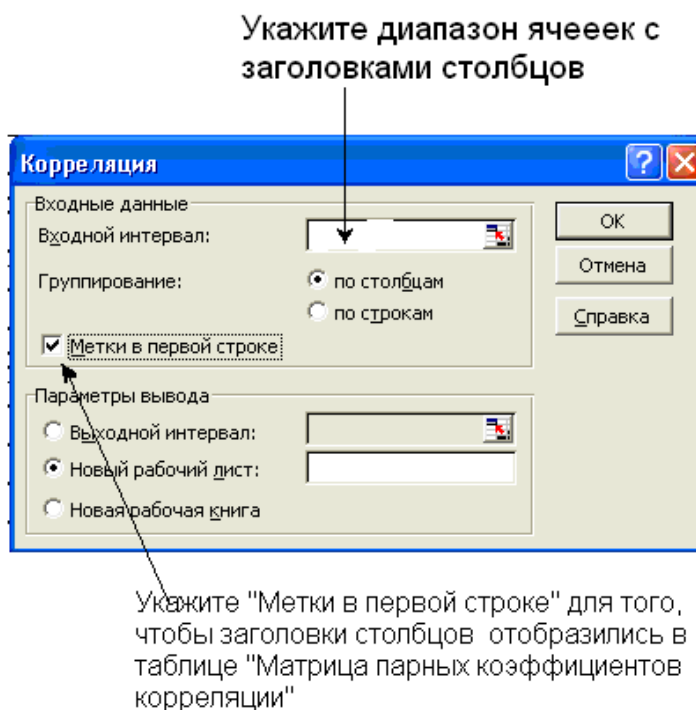 Укажите диапазон ячееек с
заголовками столбцов
Корреляция
Входные данные
Входной интервал:
Группирование:
по столбцам
по строкам
Метки в первой строке
OK
Отмена
Справка
Параметры вывода
Выходной интервал:
Новый рабочий лист:
Новая рабочая книга
Укажите "Метки в первой строке" для того,
чтобы заголовки столбцов отобразились в
таблице "Матрица парных коэффициентов
корреляции"